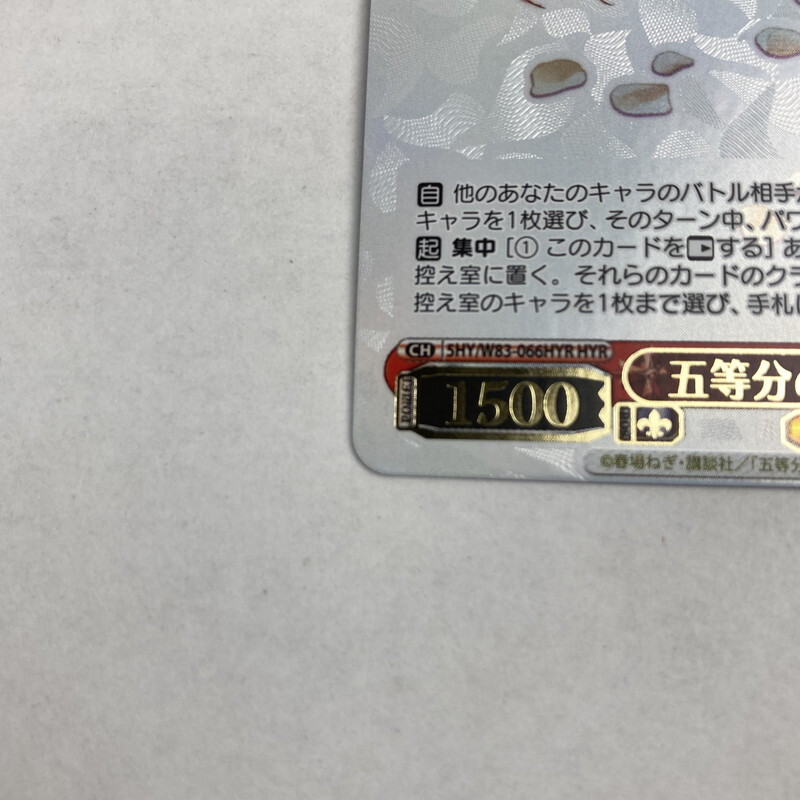 自 他のあなたのキャラのバトル相手
キャラを1枚選び、そのターン中、パワ
起 集中 [① このカードをする] あ
控え室に置く。それらのカードのクラ
控え室のキャラを1枚まで選び、手札に
CH 5HY/W83-066HYR HYR
POWER 1500 五等分の
©春場ねぎ・講談社/「五等分